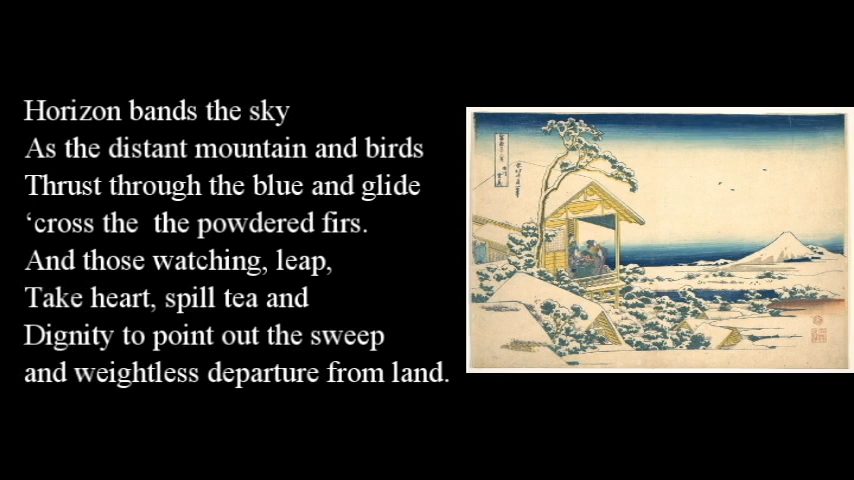 Horizon bands the sky
As the distant mountain and birds
Thrust through the blue and glide
‘cross the  the powdered firs.
And those watching, leap,
Take heart, spill tea and
Dignity to point out the sweep
and weightless departure from land.